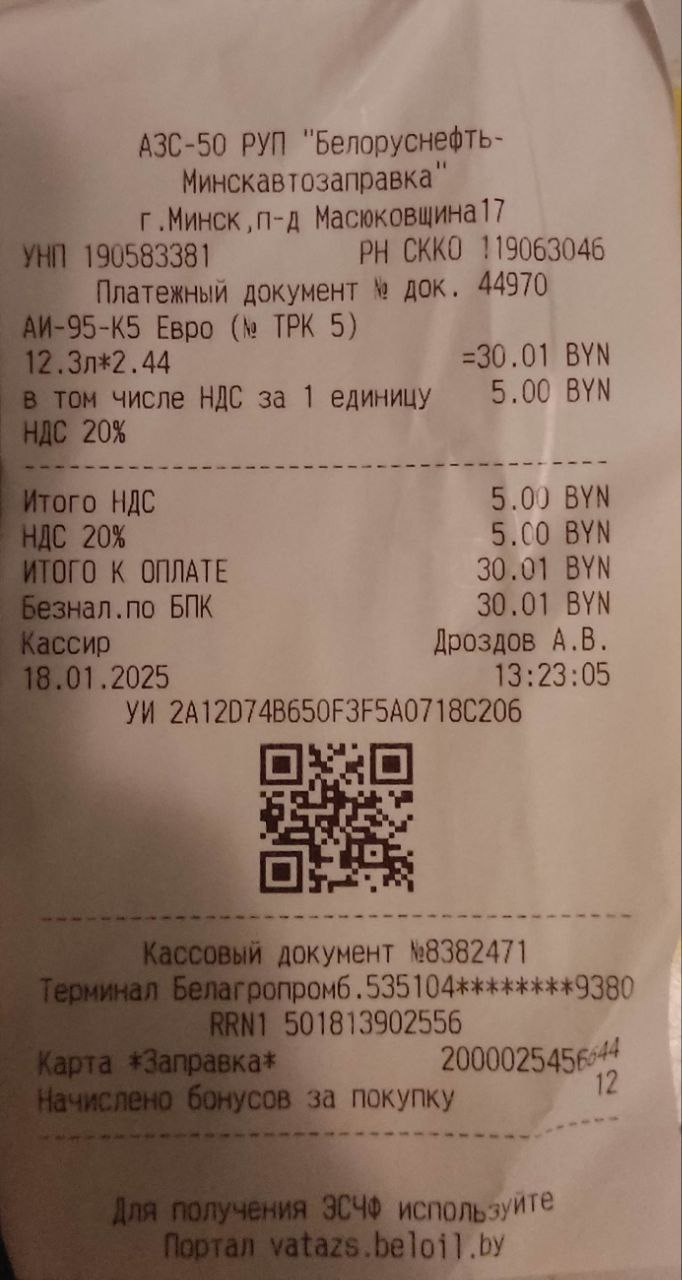 АЗС-50 РУП "Белоруснефть-
Минскавтозаправка"
г.Минск,п-д Масюковщина17
УНП 190583381 РН СККО 119063046
Платежный документ № док. 44970
АИ-95-К5 Евро (№ ТРК 5)
12.3л*2.44 =30.01 BYN
в том числе НДС за 1 единицу 5.00 BYN
НДС 20%
Итого НДС 5.00 BYN
НДС 20% 5.00 BYN
ИТОГО К ОПЛАТЕ 30.01 BYN
Безнал.по БПК 30.01 BYN
Кассир Дроздов А.В.
18.01.2025 13:23:05
УИ 2A12D74B650F3F5A0718C206
Кассовый документ №8382471
Терминал Белагропромб.535104********9380
RRN1 501813902556
Карта *Заправка* 2000025456644
Начислено бонусов за покупку 12
Для получения ЭСЧФ используйте
Портал vatazs.beloil.by